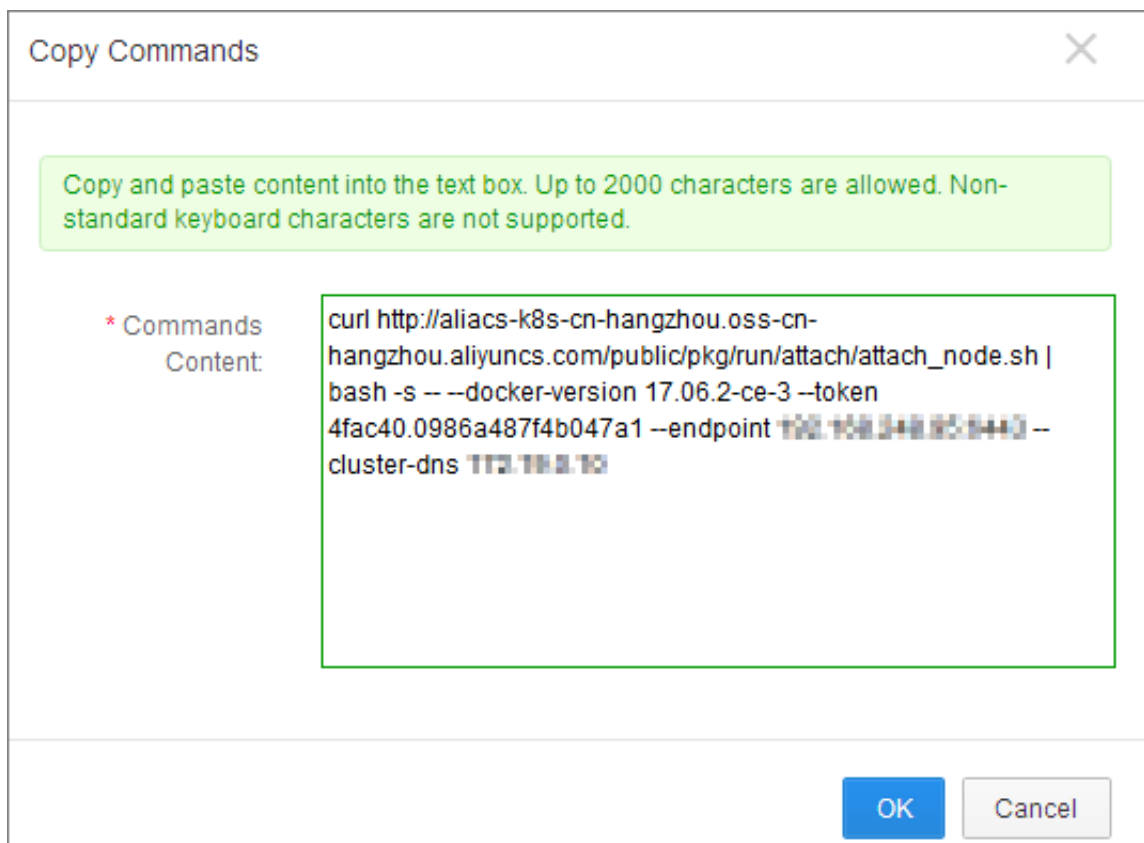 Copy Commands
Copy and paste content into the text box. Up to 2000 characters are allowed. Non-
standard keyboard characters are not supported.
* Commands
Content:
curl http://aliacs-k8s-cn-hangzhou.oss-cn-
hangzhou.aliyuncs.com/public/pkg/run/attach/attach_node.sh |
bash -s -- --docker-version 17.06.2-ce-3 --token
4fac40.0986a487f4b047a1 --endpoint --
cluster-dns
OK
Cancel